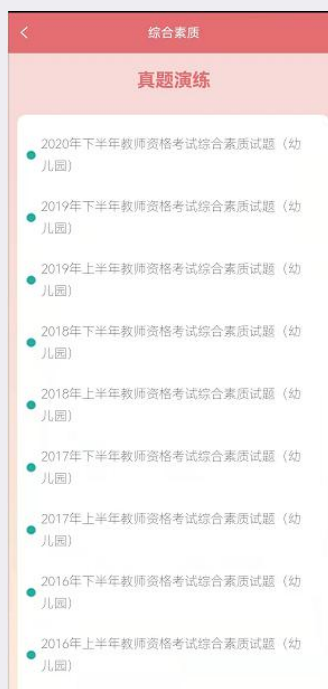 综合素质
真题演练
2020年下半年教师资格考试综合素质试题（幼
儿园）
2019年下半年教师资格考试综合素质试题（幼
儿园）
2019年上半年教师资格考试综合素质试题（幼
儿园）
2018年下半年教师资格考试综合素质试题（幼
儿园）
2018年上半年教师资格考试综合素质试题（幼
儿园）
2017年下半年教师资格考试综合素质试题（幼
儿园）
2017年上半年教师资格考试综合素质试题（幼
儿园）
2016年下半年教师资格考试综合素质试题（幼
儿园）
2016年上半年教师资格考试综合素质试题（幼
儿园）